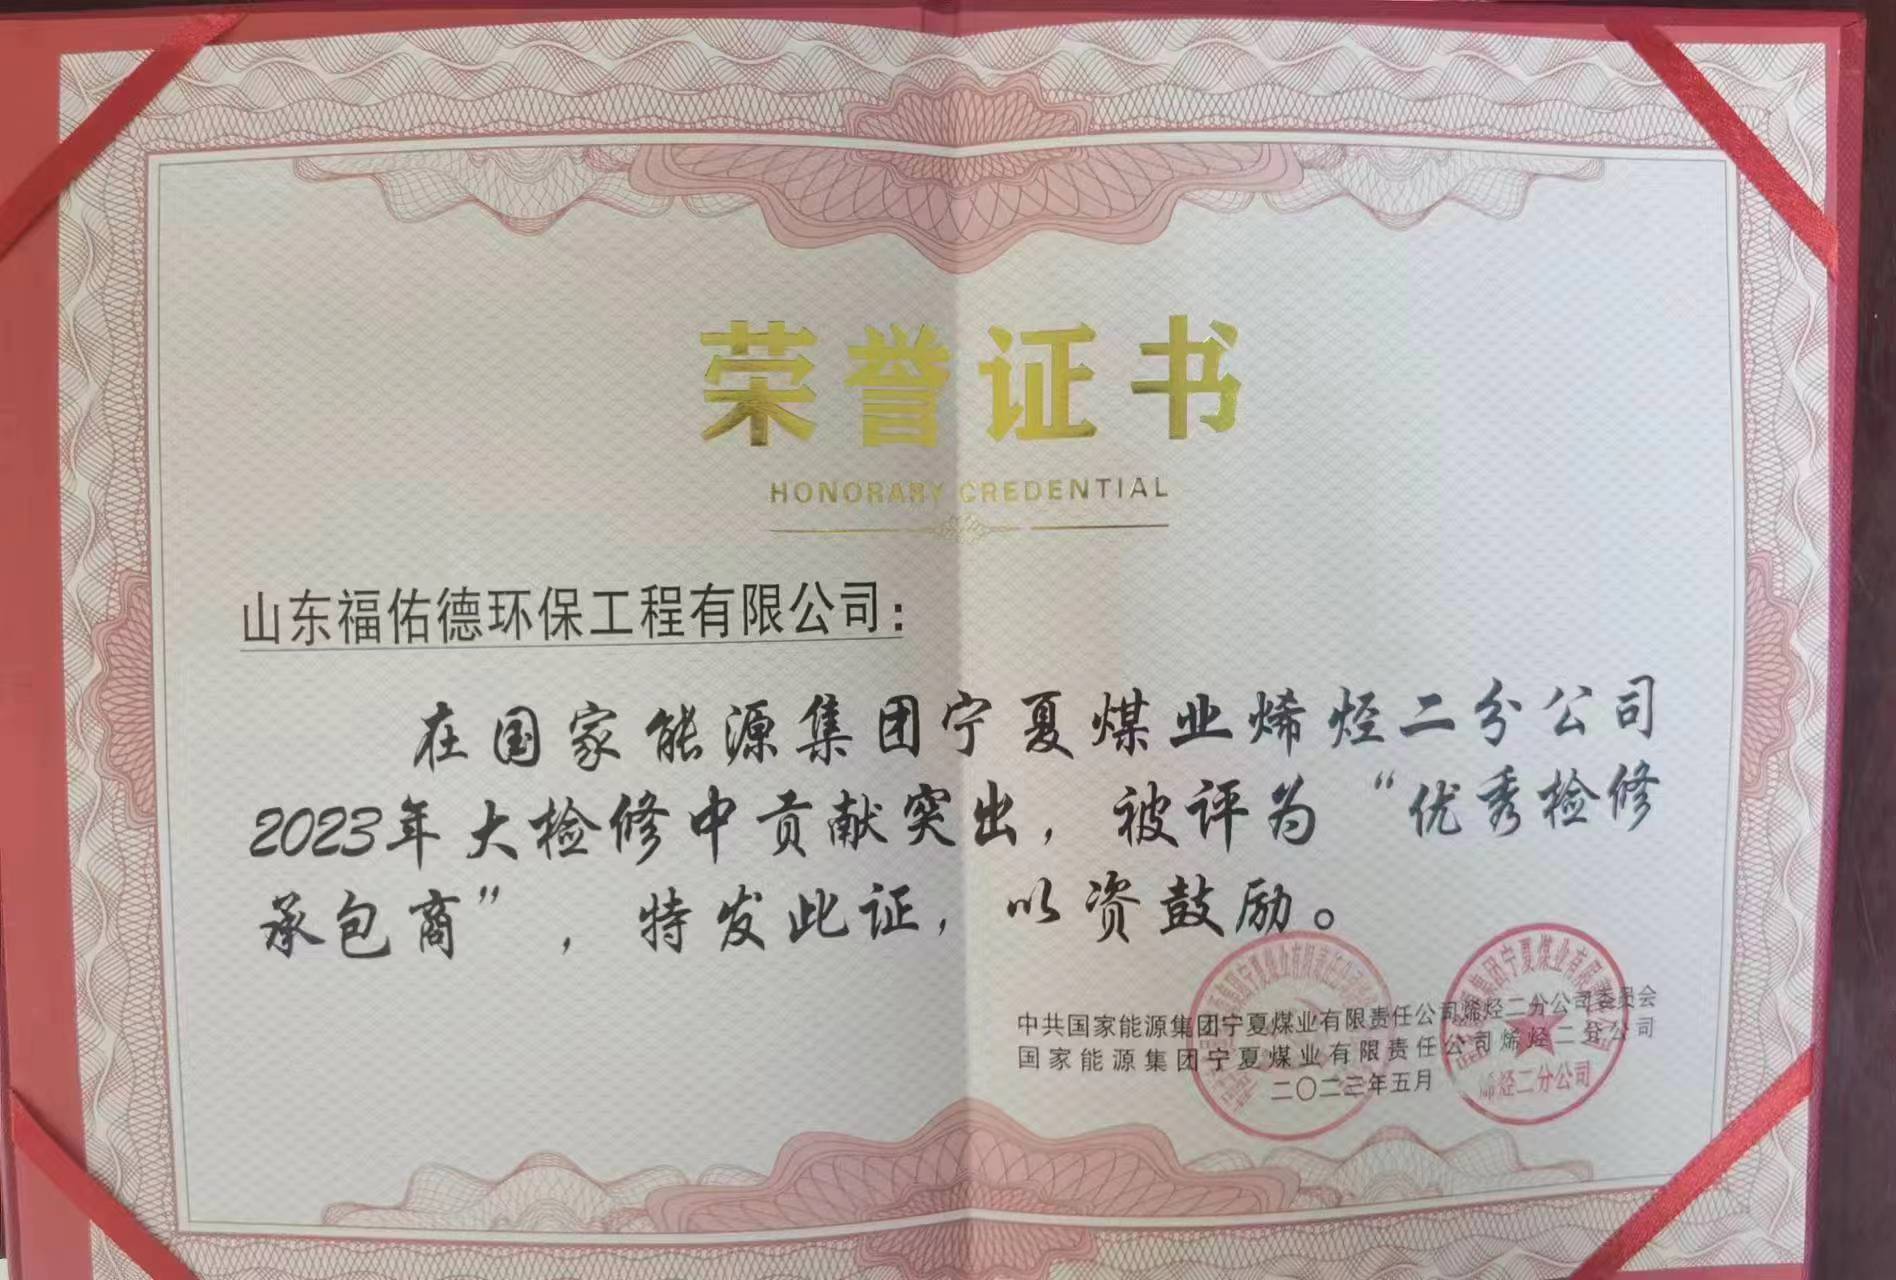 荣誉证书
HONORARY CREDENTIAL
山东福佑德环保工程有限公司：
在国家能源集团宁夏煤业烯烃二分公司
2023年大检修中贡献突出，被评为“优秀检修
承包商”，特发此证，以资鼓励。
中共国家能源集团宁夏煤业有限责任公司烯烃二分公司委员会
国家能源集团宁夏煤业有限责任公司烯烃二分公司
二〇二三年五月
烯烃二分公司